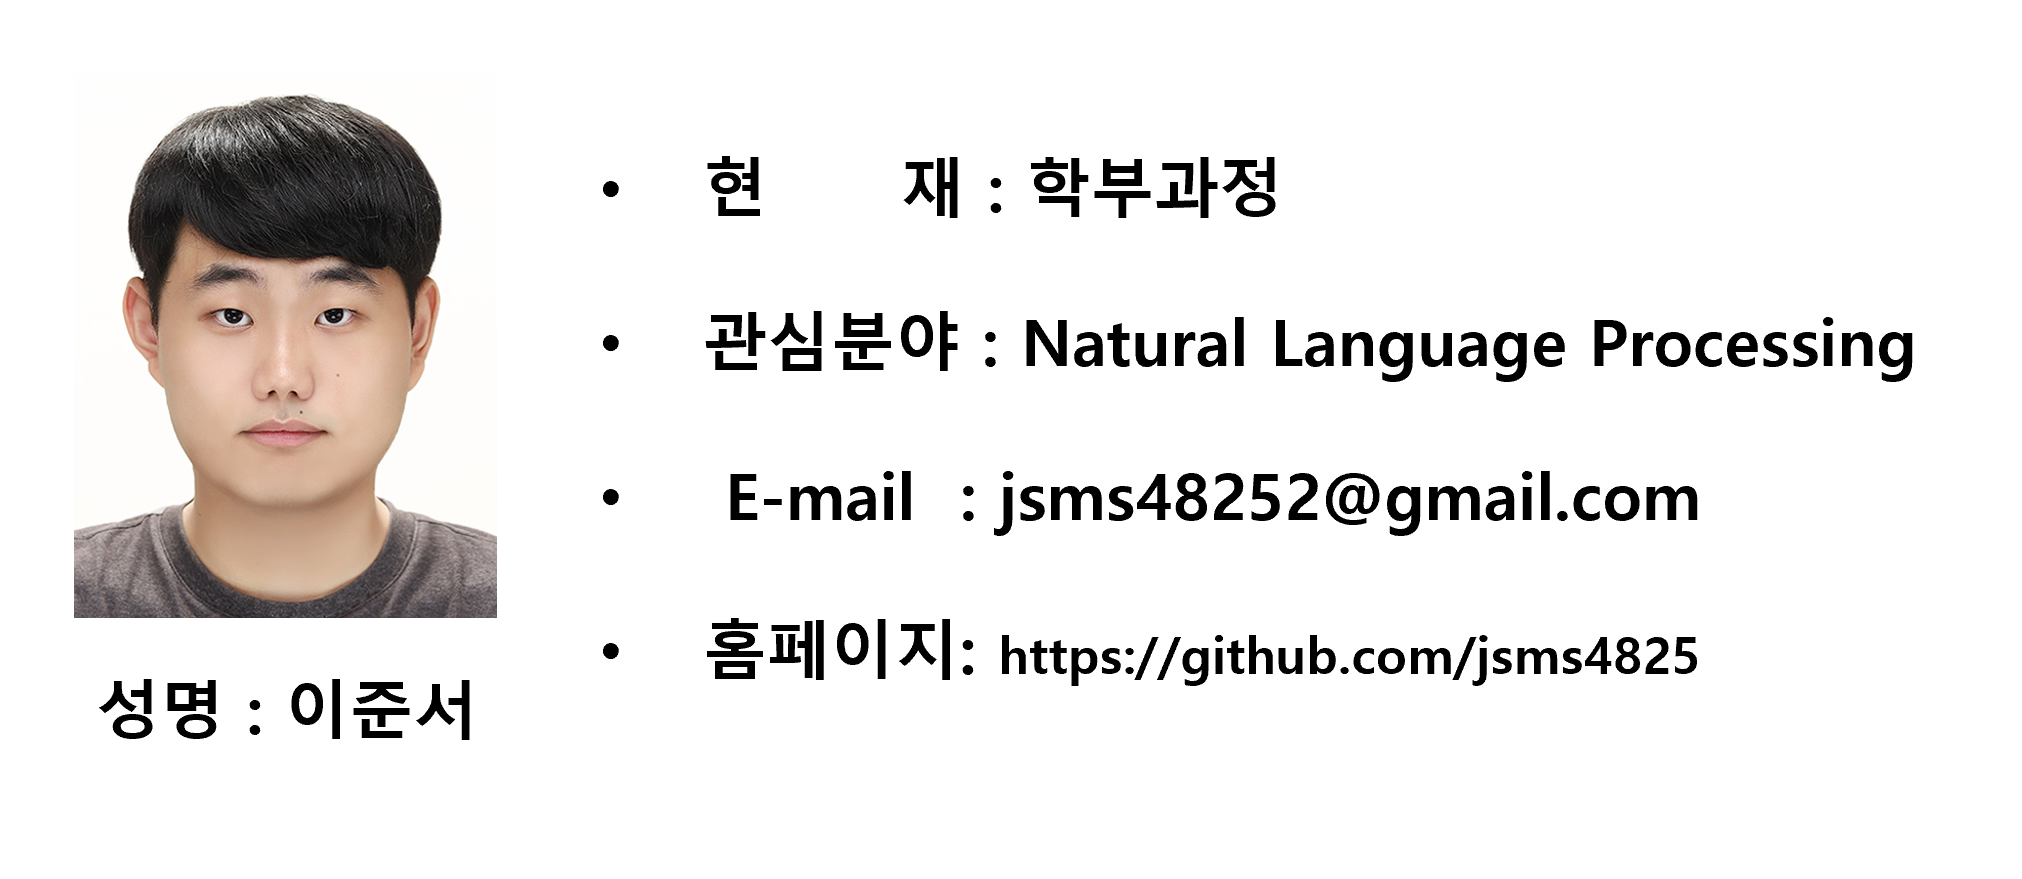 • 현 재 : 학부과정
• 관심분야 : Natural Language Processing
• E-mail : jsms48252@gmail.com
• 홈페이지: https://github.com/jsms4825
성명 : 이준서